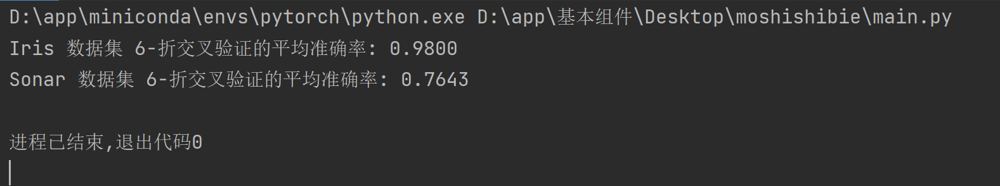 D:\app\miniconda\envs\pytorch\python.exe D:\app\基本组件\Desktop\moshishibie\main.py
Iris 数据集 6-折交叉验证的平均准确率: 0.9800
Sonar 数据集 6-折交叉验证的平均准确率: 0.7643
进程已结束,退出代码0